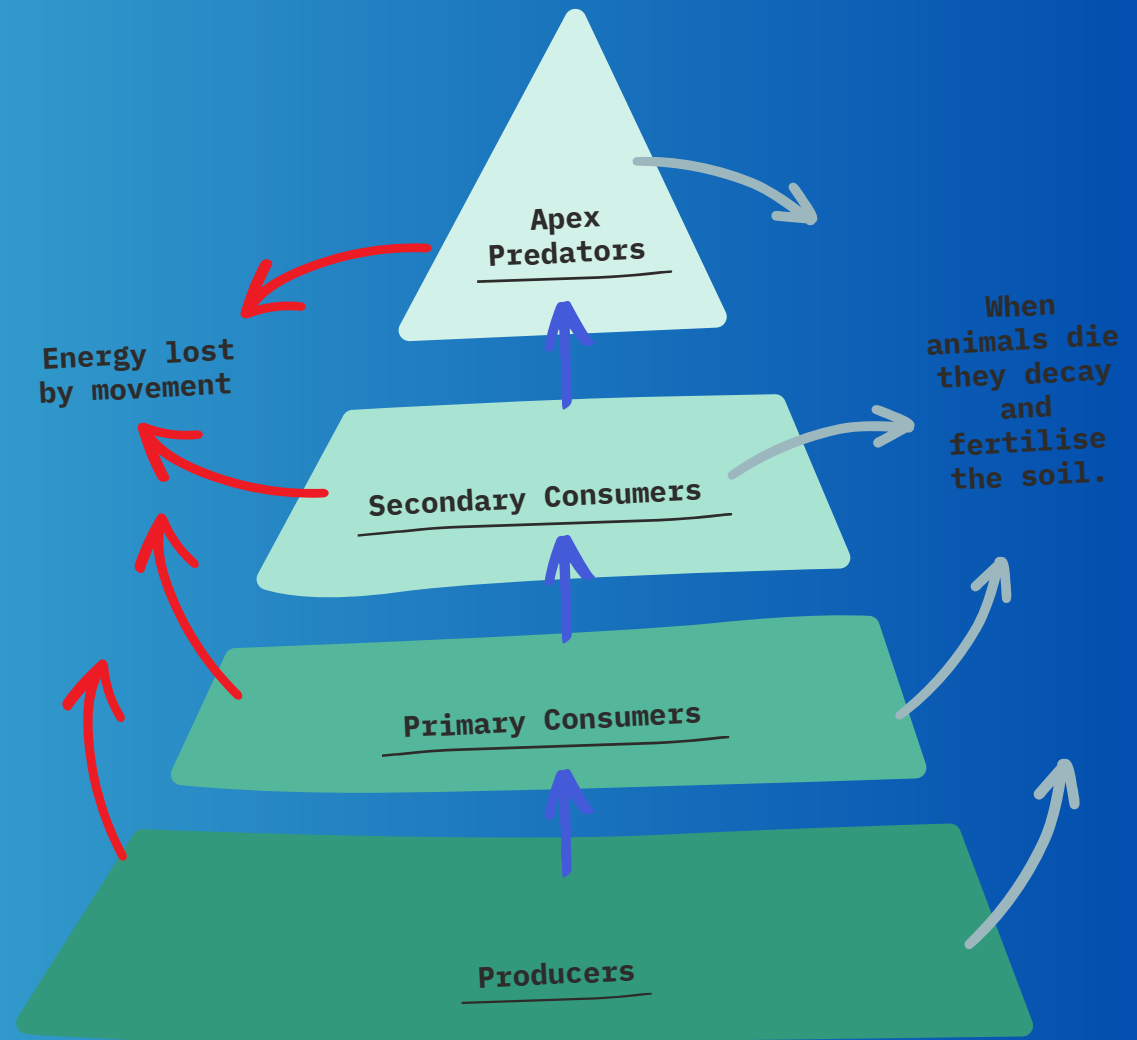 Apex
Predators
Energy lost
by movement
When
animals die
they decay
and
fertilise
the soil.
Secondary Consumers
Primary Consumers
Producers